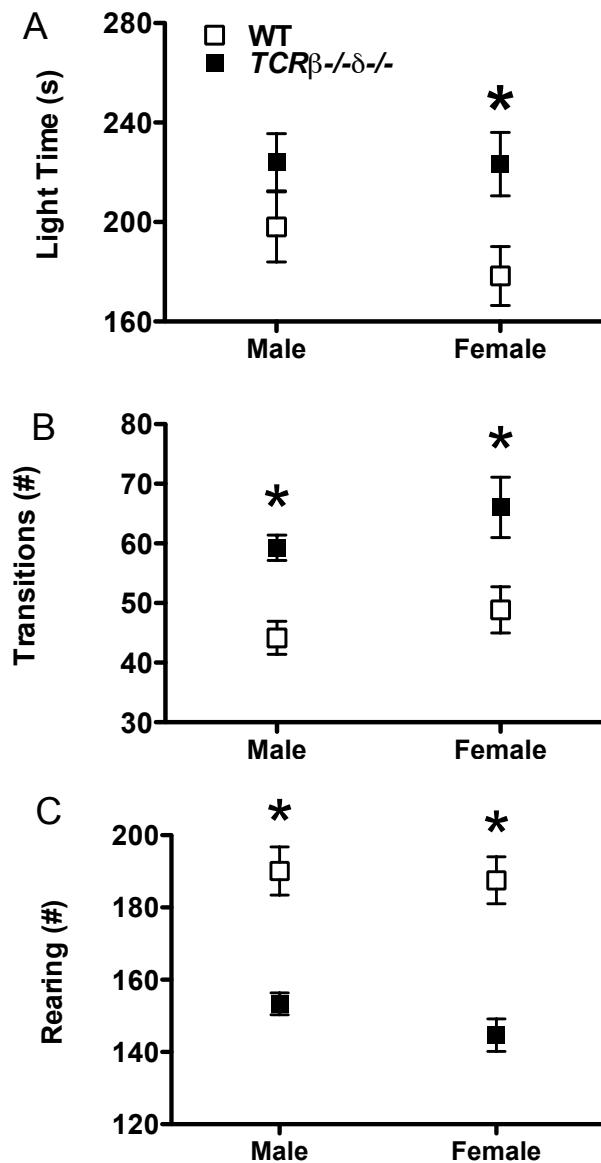 A
280
WT
TCRβ-/-δ-/-
*
240
200
160
Light Time (s)
Male
Female
B
80
*
*
70
60
50
40
30
Transitions (#)
Male
Female
C
*
*
200
180
160
140
120
Rearing (#)
Male
Female